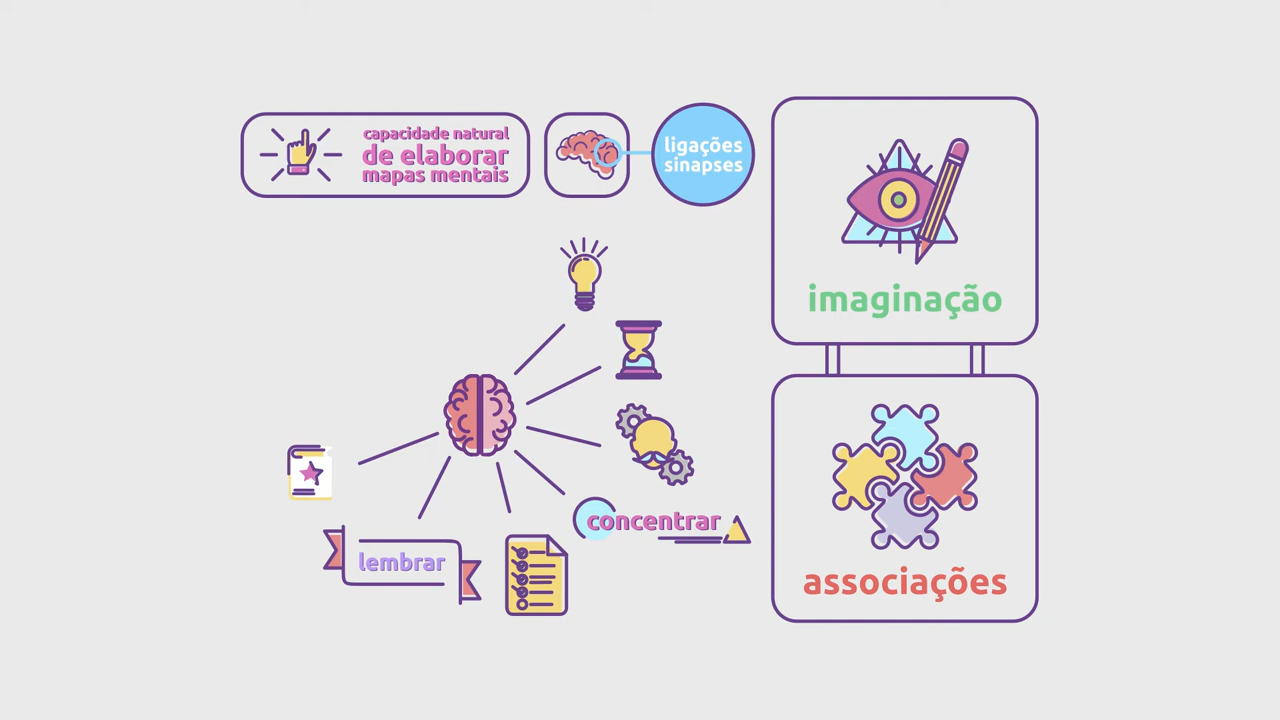 capacidade natural
de elaborar
mapas mentais
ligações
sinapses
imaginação
concentrar
lembrar
associações